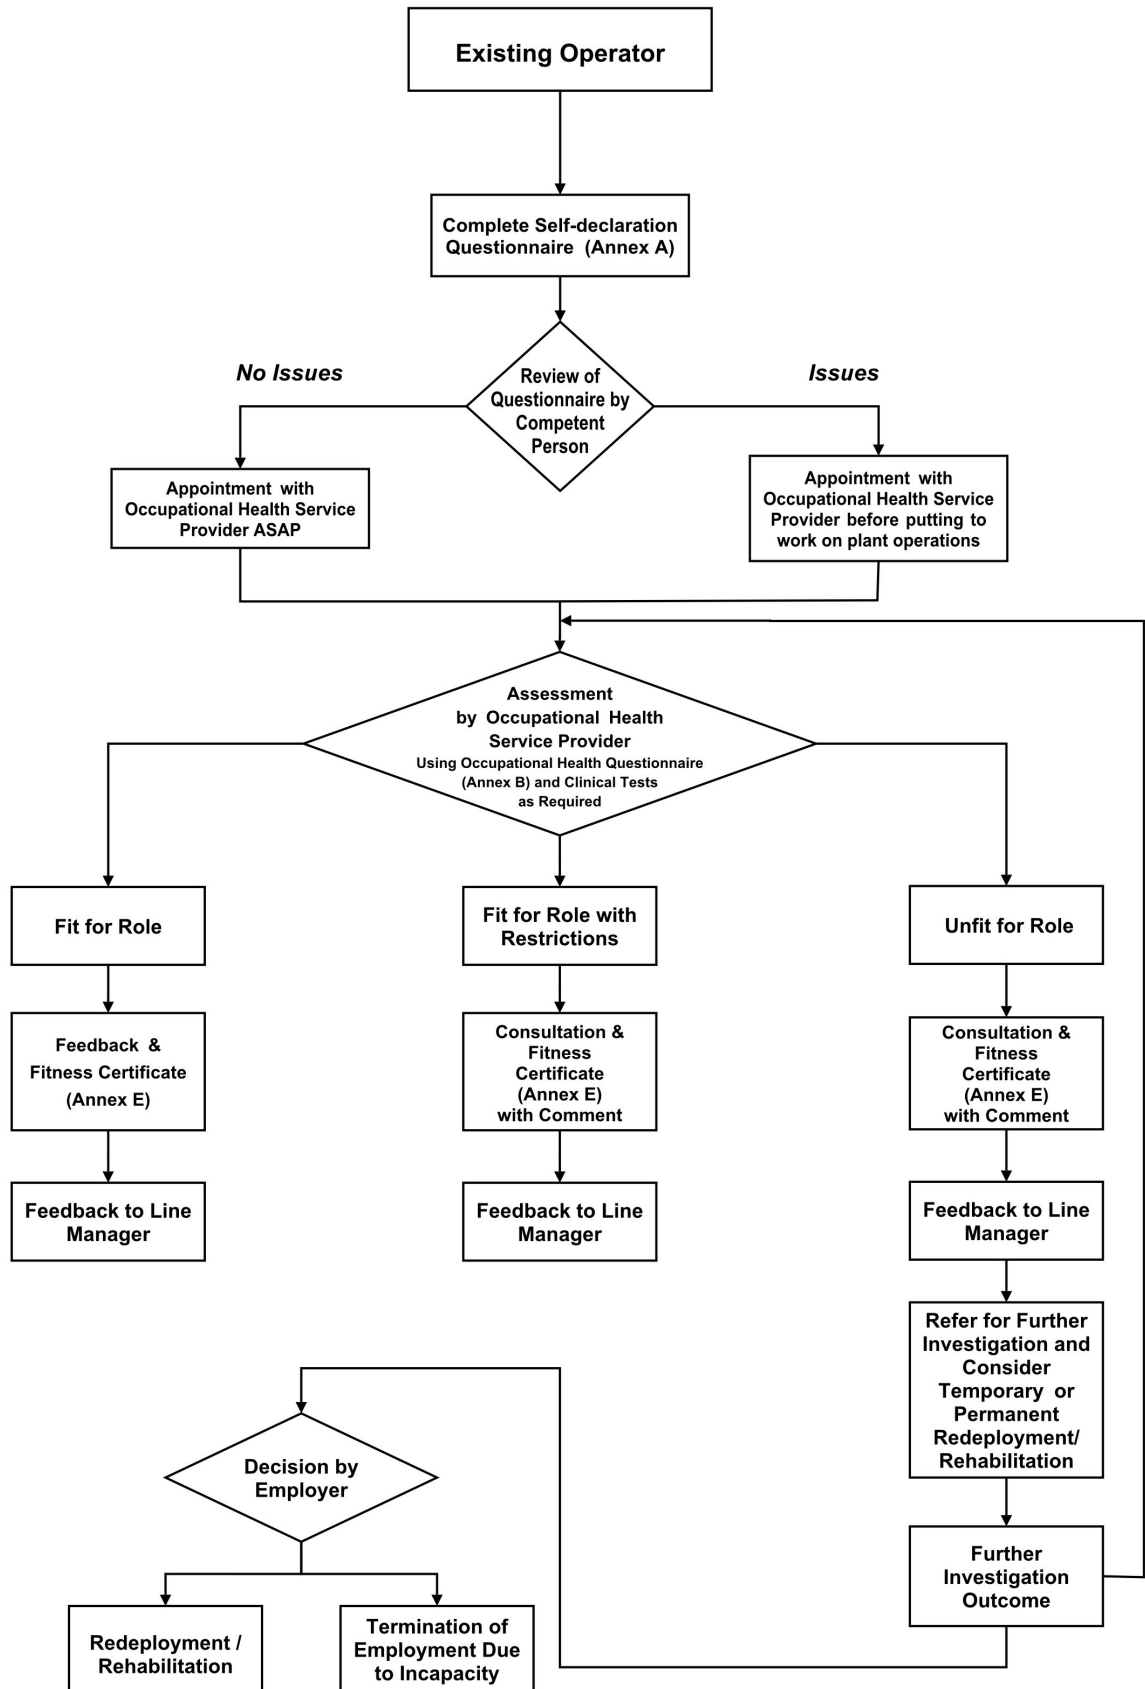 Existing Operator
Complete Self-declaration
Questionnaire (Annex A)
No Issues
Issues
Review of
Questionnaire by
Competent
Person
Appointment with
Occupational Health Service
Provider ASAP
Appointment with
Occupational Health Service
Provider before putting to
work on plant operations
Assessment
by Occupational Health
Service Provider
Using Occupational Health Questionnaire
(Annex B) and Clinical Tests
as Required
Fit for Role
Fit for Role with
Restrictions
Unfit for Role
Feedback &
Fitness Certificate
(Annex E)
Consultation &
Fitness
Certificate
(Annex E)
with Comment
Consultation &
Fitness
Certificate
(Annex E)
with Comment
Feedback to Line
Manager
Feedback to Line
Manager
Feedback to Line
Manager
Refer for Further
Investigation and
Consider
Temporary or
Permanent
Redeployment/
Rehabilitation
Decision by
Employer
Further
Investigation
Outcome
Redeployment /
Rehabilitation
Termination of
Employment Due
to Incapacity